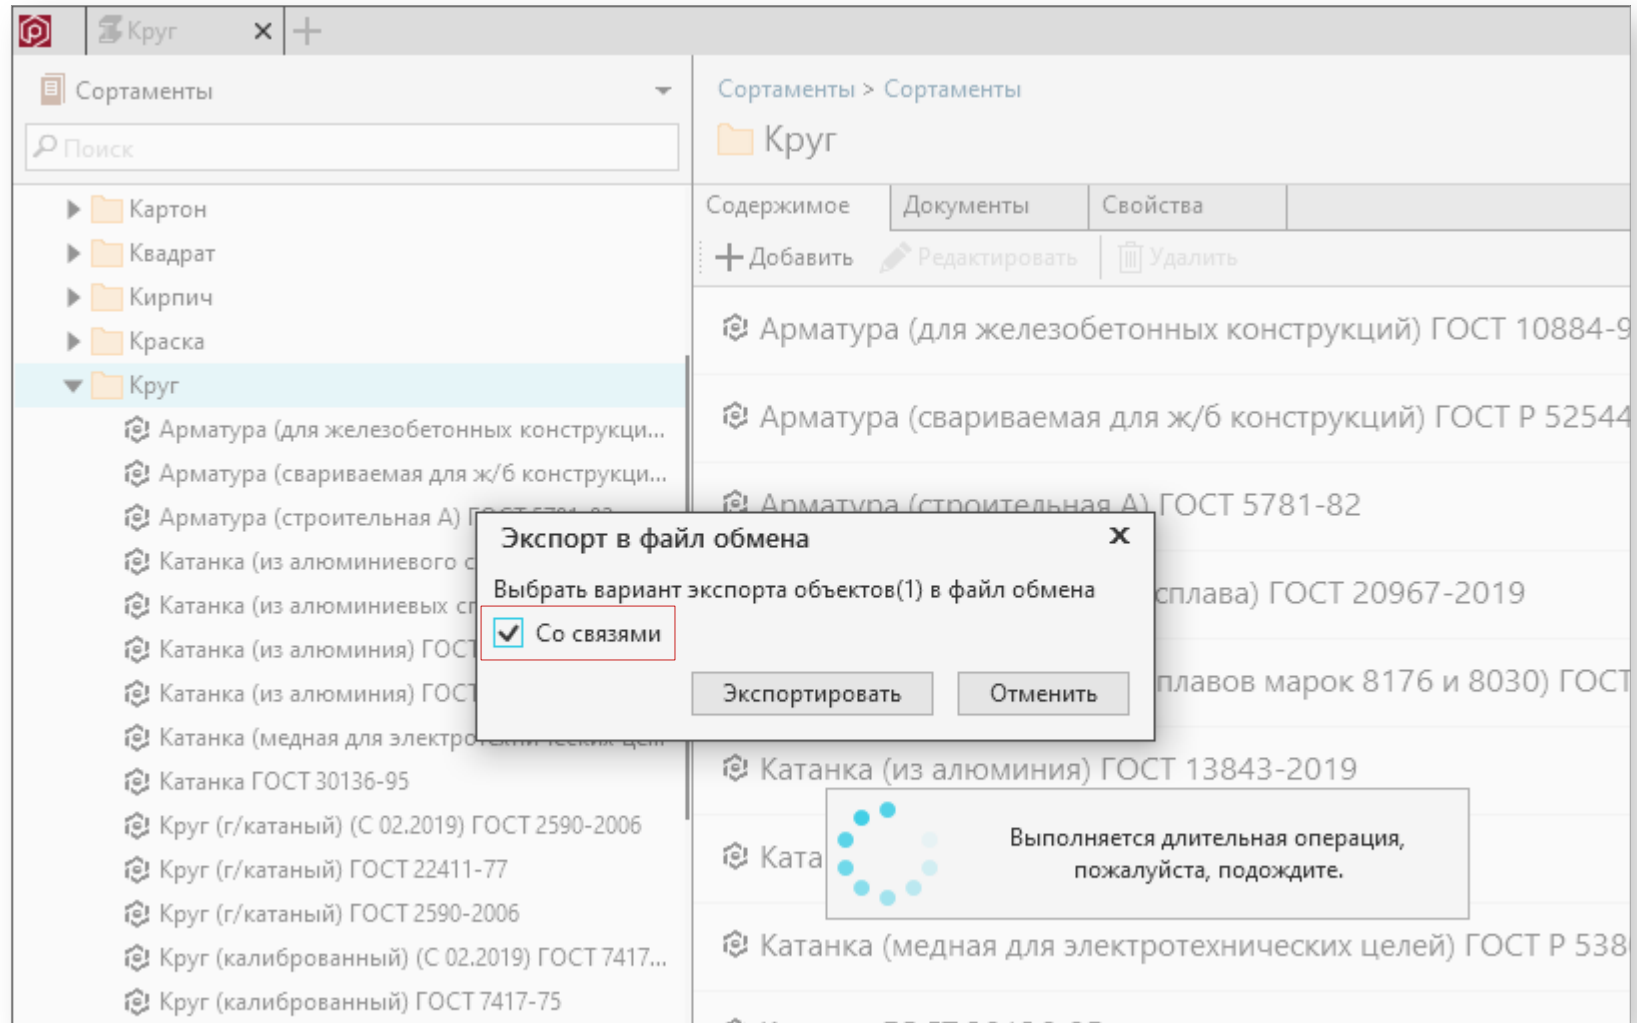 Круг
Сортаменты
Поиск
Картон
Квадрат
Кирпич
Краска
Круг
Арматура (для железобетонных конструкци...
Арматура (свариваемая для ж/б конструкци...
Арматура (строительная А) ГОСТ 5781-82
Катанка (из алюминиевого с
Катанка (из алюминиевых сп
Катанка (из алюминия) ГОСТ
Катанка (из алюминия) ГОСТ
Катанка (медная для электротехнических це...
Катанка ГОСТ 30136-95
Круг (г/катаный) (С 02.2019) ГОСТ 2590-2006
Круг (г/катаный) ГОСТ 22411-77
Круг (г/катаный) ГОСТ 2590-2006
Круг (калиброванный) (С 02.2019) ГОСТ 7417...
Круг (калиброванный) ГОСТ 7417-75
Сортаменты > Сортаменты
Круг
Содержимое Документы Свойства
Добавить Редактировать Удалить
Арматура (для железобетонных конструкций) ГОСТ 10884-9
Арматура (свариваемая для ж/б конструкций) ГОСТ Р 52544
Арматура (строительная А) ГОСТ 5781-82
сплава) ГОСТ 20967-2019
плавов марок 8176 и 8030) ГОСТ
Катанка (из алюминия) ГОСТ 13843-2019
Ката
Катанка (медная для электротехнических целей) ГОСТ Р 538
Экспорт в файл обмена
Выбрать вариант экспорта объектов(1) в файл обмена
Со связями
Экспортировать Отменить
Выполняется длительная операция,
пожалуйста, подождите.